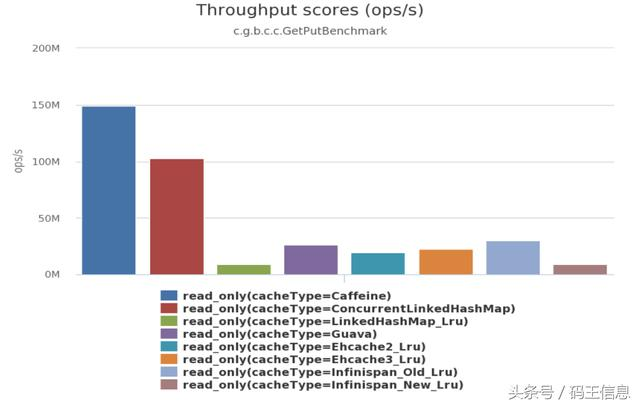 Throughput scores (ops/s)
c.g.b.c.c.GetPutBenchmark
200M
150M
100M
50M
0M
ops/s
read_only(cacheType=Caffeine)
read_only(cacheType=ConcurrentLinkedHashMap)
read_only(cacheType=LinkedHashMap_Lru)
read_only(cacheType=Guava)
read_only(cacheType=Ehcache2_Lru)
read_only(cacheType=Ehcache3_Lru)
read_only(cacheType=Infinispan_Old_Lru)
read_only(cacheType=Infinispan_New_Lru)
头条号 / 码王信息